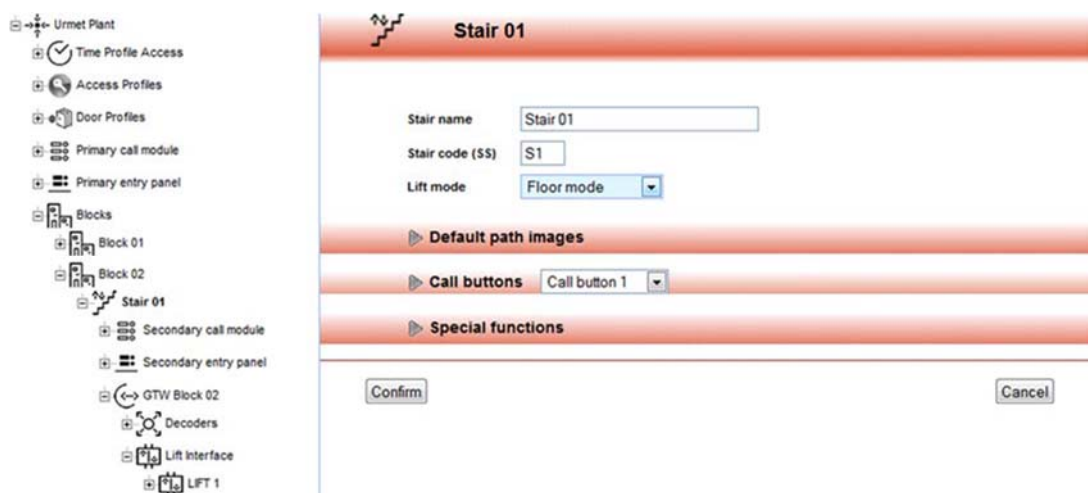 Urmet Plant
Time Profile Access
Access Profiles
Door Profiles
Primary call module
Primary entry panel
Blocks
Block 01
Block 02
Stair 01
Secondary call module
Secondary entry panel
GTW Block 02
Decoders
Lift Interface
LIFT 1
Stair 01
Stair name Stair 01
Stair code (SS) S1
Lift mode Floor mode
Default path images
Call buttons Call button 1
Special functions
Confirm Cancel